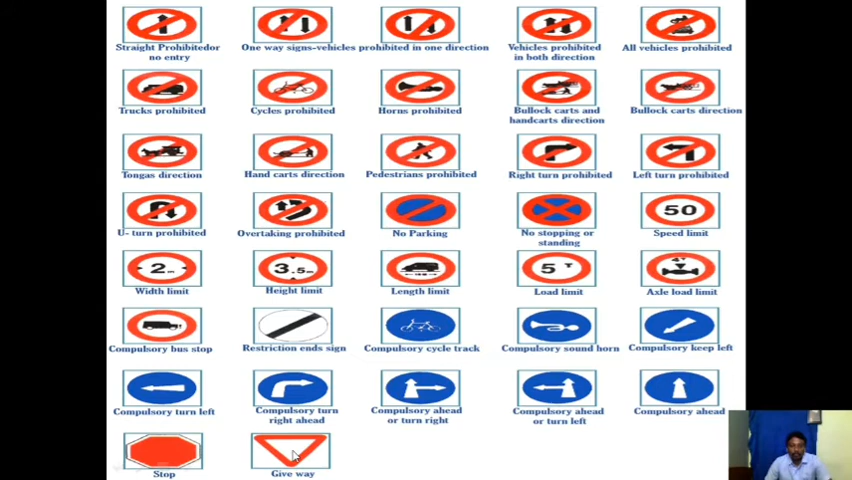 Straight Prohibitedor
no entry
One way signs-vehicles prohibited in one direction
Vehicles prohibited
in both direction
All vehicles prohibited
Trucks prohibited
Cycles prohibited
Horns prohibited
Bullock carts and
handcarts direction
Bullock carts direction
Tongas direction
Hand carts direction
Pedestrians prohibited
Right turn prohibited
Left turn prohibited
50
U- turn prohibited
Overtaking prohibited
No Parking
No stopping or
standing
Speed limit
2m
3.5m
5T
Width limit
Height limit
Length limit
Load limit
Axle load limit
Compulsory bus stop
Restriction ends sign
Compulsory cycle track
Compulsory sound horn
Compulsory keep left
Compulsory turn left
Compulsory turn
right ahead
Compulsory ahead
or turn right
Compulsory ahead
or turn left
Compulsory ahead
Stop
Give way